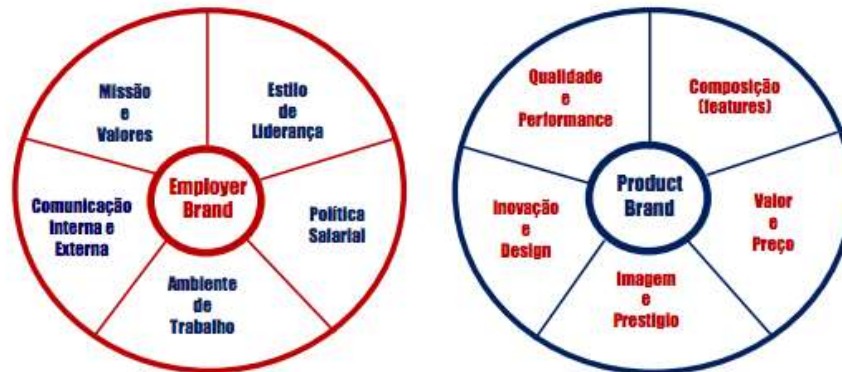 Missão
e
Valores
Estilo
de
Liderança
Employer
Brand
Comunicação
Interna e
Externa
Política
Salarial
Ambiente
de
Trabalho
Qualidade
e
Performance
Composição
(features)
Product
Brand
Inovação
e
Design
Valor
e
Preço
Imagem
e
Prestígio